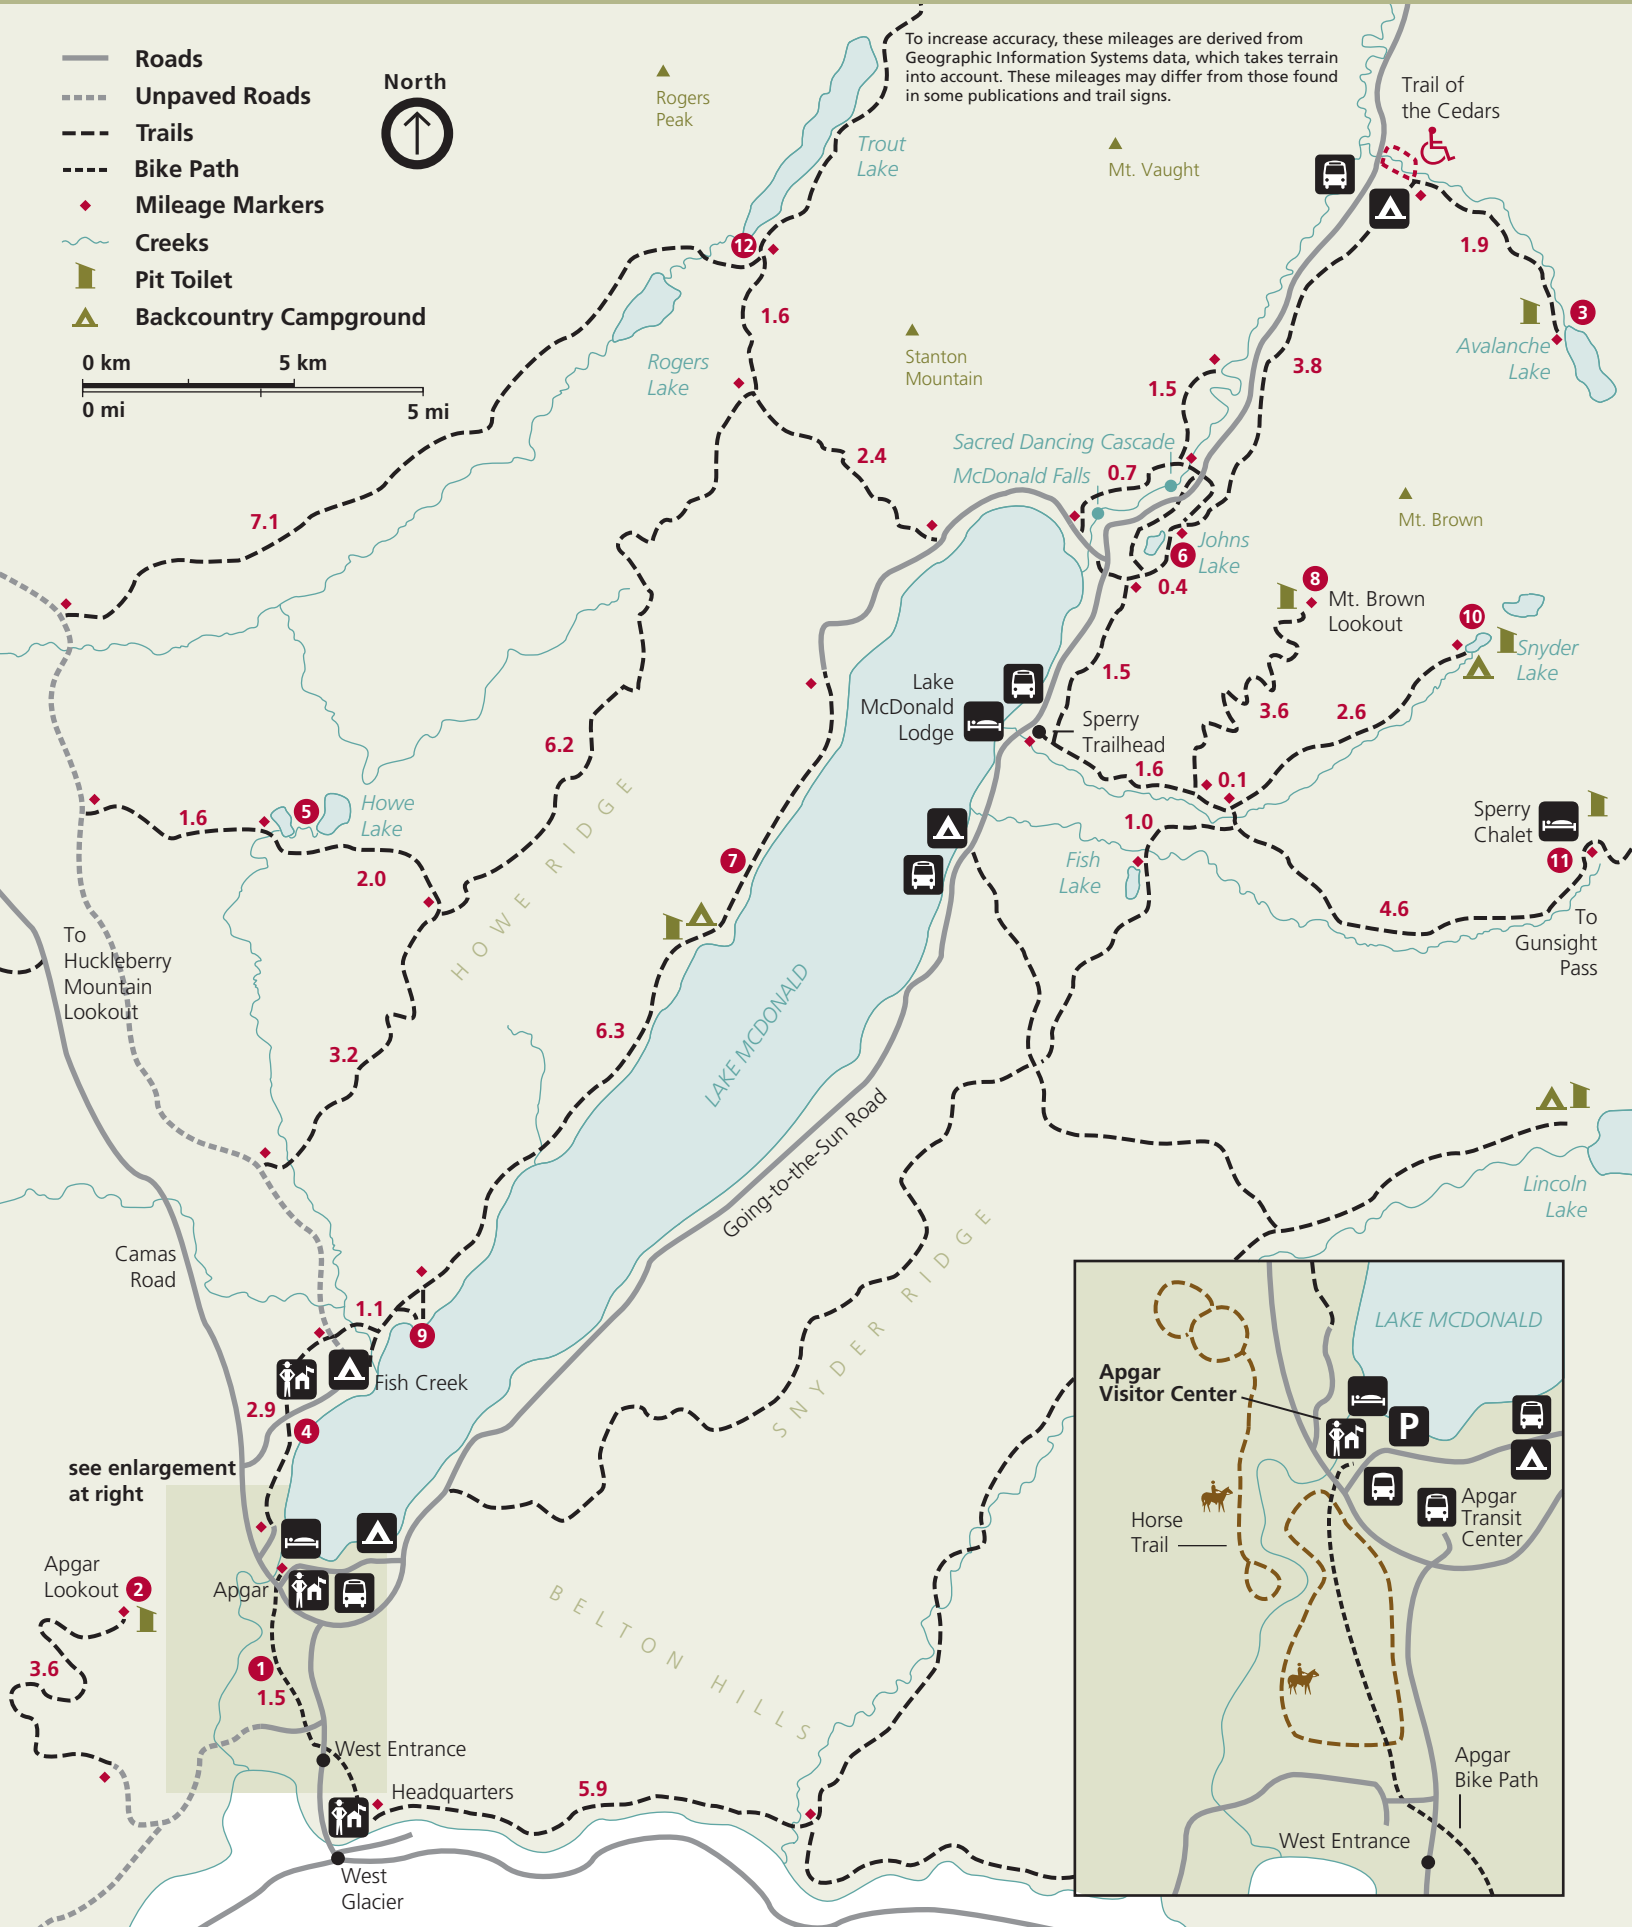 To increase accuracy, these mileages are derived from
Geographic Information Systems data, which takes terrain
into account. These mileages may differ from those found
in some publications and trail signs.
Roads
Unpaved Roads
Trails
Bike Path
Mileage Markers
Creeks
Pit Toilet
Backcountry Campground
North
0 km
5 km
0 mi
5 mi
Rogers
Peak
Trout
Lake
Mt. Vaught
Trail of
the Cedars
1.9
3
Avalanche
Lake
12
1.6
Rogers
Lake
Stanton
Mountain
3.8
1.5
2.4
Sacred Dancing Cascade
McDonald Falls
0.7
Mt. Brown
7.1
6
Johns
Lake
0.4
8
Mt. Brown
Lookout
10
Snyder
Lake
1.5
Lake
McDonald
Lodge
Sperry
Trailhead
3.6
2.6
6.2
1.6
0.1
1.0
Sperry
Chalet
11
1.6
5
Howe
Lake
2.0
HOWE RIDGE
7
Fish
Lake
4.6
To
Gunsight
Pass
To
Huckleberry
Mountain
Lookout
LAKE MCDONALD
6.3
3.2
Going-to-the-Sun Road
Lincoln
Lake
Camas
Road
SNYDER RIDGE
1.1
9
Fish Creek
2.9
4
see enlargement
at right
Apgar
Lookout
2
Apgar
3.6
1
1.5
BELTON HILLS
West Entrance
Headquarters
5.9
West
Glacier
LAKE MCDONALD
Apgar
Visitor Center
P
Apgar
Transit
Center
Horse
Trail
Apgar
Bike Path
West Entrance